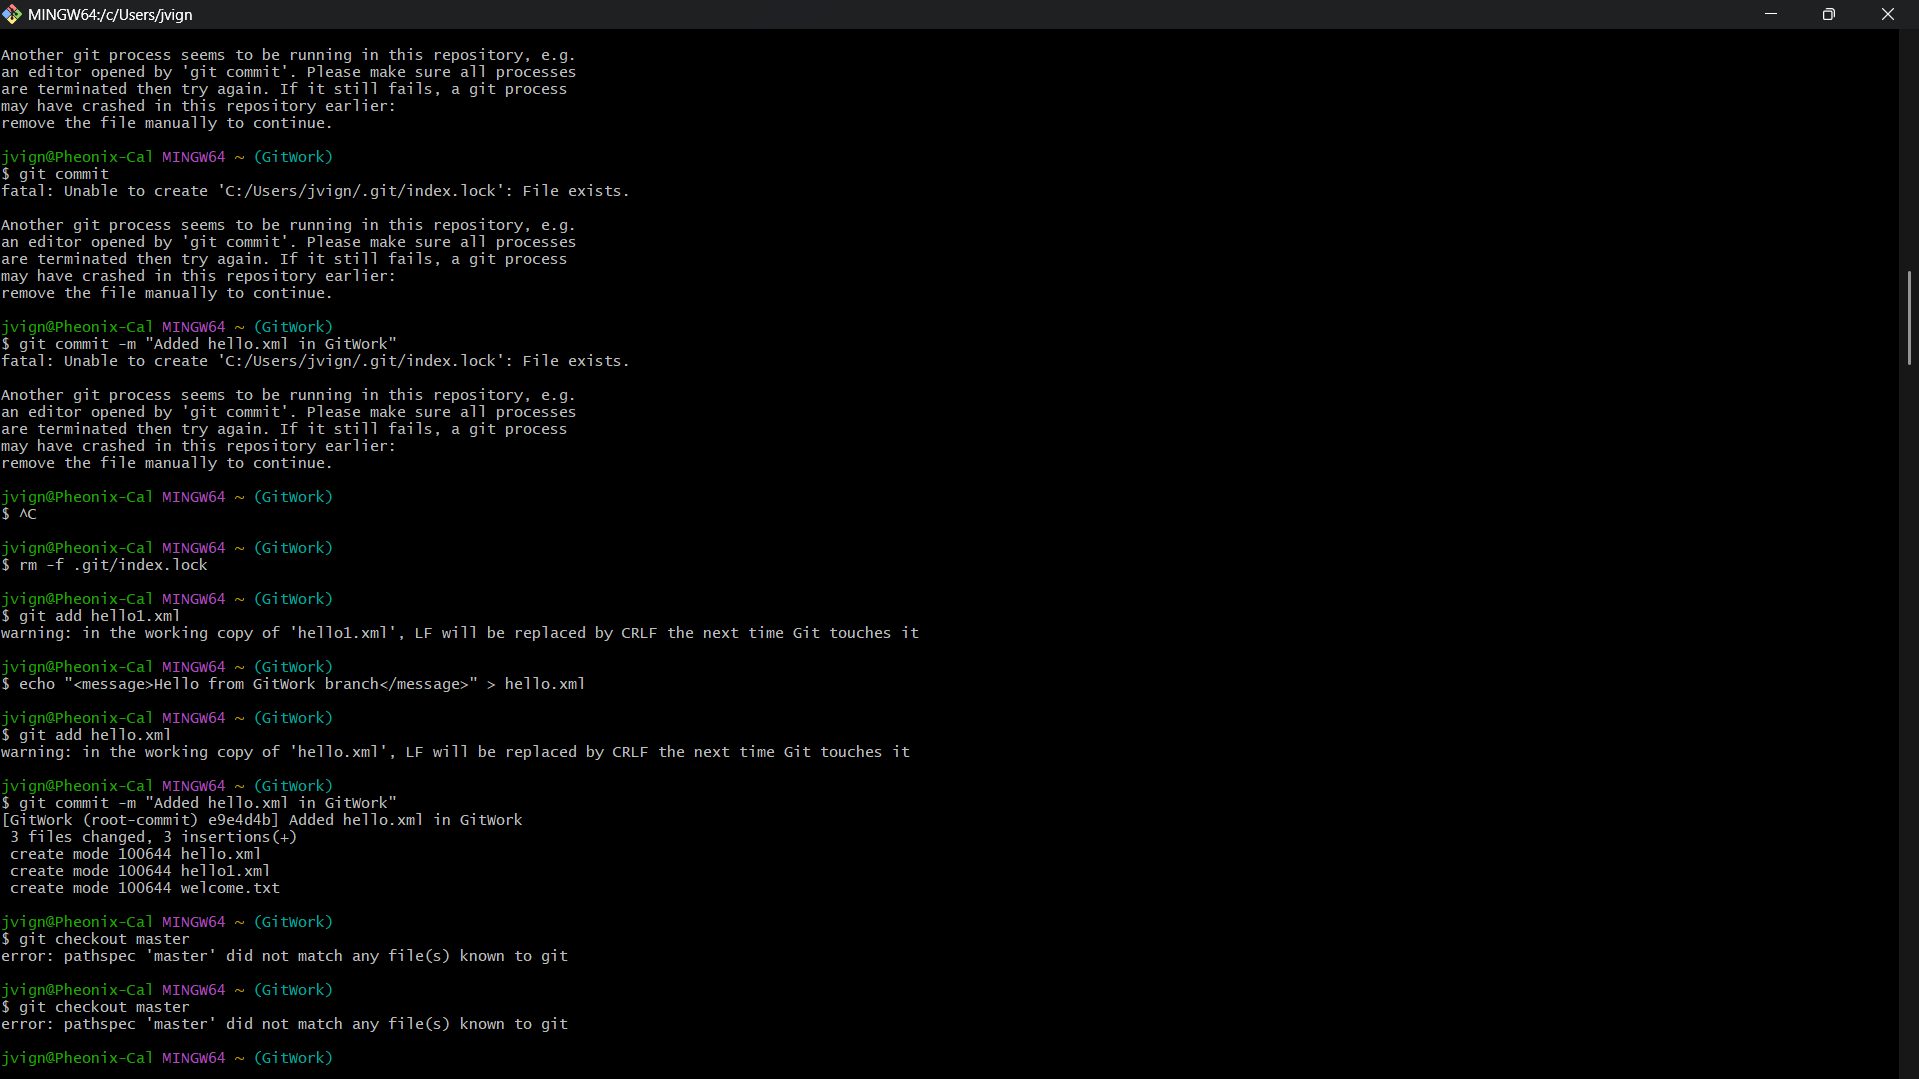 MINGW64:/c/Users/jvign
Another git process seems to be running in this repository, e.g.
an editor opened by 'git commit'. Please make sure all processes
are terminated then try again. If it still fails, a git process
may have crashed in this repository earlier:
remove the file manually to continue.
jvign@Pheonix-Cal MINGW64 ~ (GitWork)
$ git commit
fatal: Unable to create 'C:/Users/jvign/.git/index.lock': File exists.
Another git process seems to be running in this repository, e.g.
an editor opened by 'git commit'. Please make sure all processes
are terminated then try again. If it still fails, a git process
may have crashed in this repository earlier:
remove the file manually to continue.
jvign@Pheonix-Cal MINGW64 ~ (GitWork)
$ git commit -m "Added hello.xml in GitWork"
fatal: Unable to create 'C:/Users/jvign/.git/index.lock': File exists.
Another git process seems to be running in this repository, e.g.
an editor opened by 'git commit'. Please make sure all processes
are terminated then try again. If it still fails, a git process
may have crashed in this repository earlier:
remove the file manually to continue.
jvign@Pheonix-Cal MINGW64 ~ (GitWork)
$ ^C
jvign@Pheonix-Cal MINGW64 ~ (GitWork)
$ rm -f .git/index.lock
jvign@Pheonix-Cal MINGW64 ~ (GitWork)
$ git add hello1.xml
warning: in the working copy of 'hello1.xml', LF will be replaced by CRLF the next time Git touches it
jvign@Pheonix-Cal MINGW64 ~ (GitWork)
$ echo "<message>Hello from GitWork branch</message>" > hello.xml
jvign@Pheonix-Cal MINGW64 ~ (GitWork)
$ git add hello.xml
warning: in the working copy of 'hello.xml', LF will be replaced by CRLF the next time Git touches it
jvign@Pheonix-Cal MINGW64 ~ (GitWork)
$ git commit -m "Added hello.xml in GitWork"
[GitWork (root-commit) e9e4d4b] Added hello.xml in GitWork
3 files changed, 3 insertions(+)
create mode 100644 hello.xml
create mode 100644 hello1.xml
create mode 100644 welcome.txt
jvign@Pheonix-Cal MINGW64 ~ (GitWork)
$ git checkout master
error: pathspec 'master' did not match any file(s) known to git
jvign@Pheonix-Cal MINGW64 ~ (GitWork)
$ git checkout master
error: pathspec 'master' did not match any file(s) known to git
jvign@Pheonix-Cal MINGW64 ~ (GitWork)